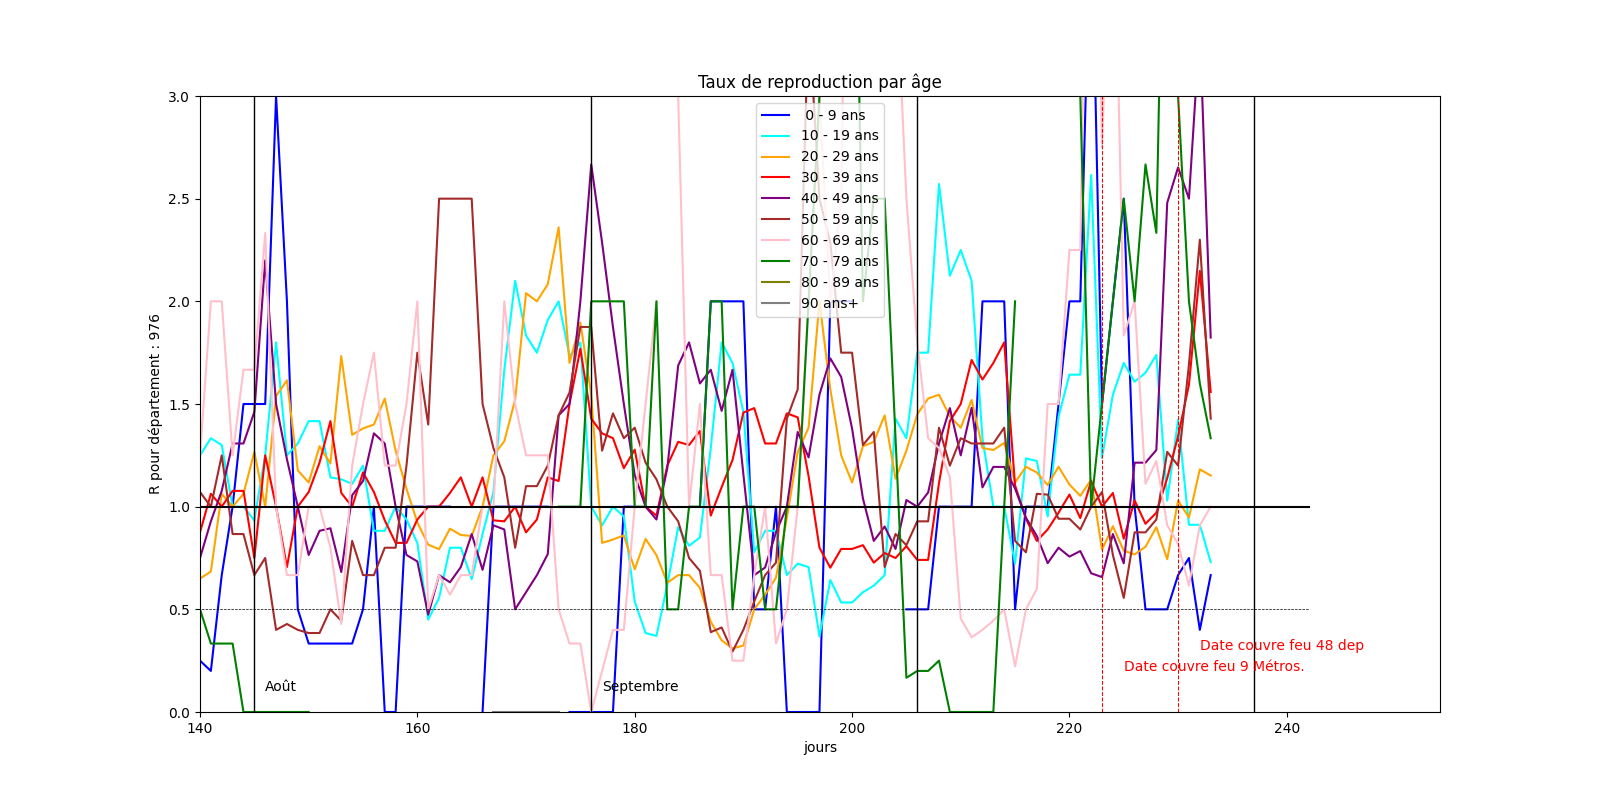 Taux de reproduction par âge
R pour département : 976
3.0
2.5
2.0
1.5
1.0
0.5
0.0
0 - 9 ans
10 - 19 ans
20 - 29 ans
30 - 39 ans
40 - 49 ans
50 - 59 ans
60 - 69 ans
70 - 79 ans
80 - 89 ans
90 ans+
Date couvre feu 48 dep
Date couvre feu 9 Métros.
Août
Septembre
140
160
180
200
220
240
jours